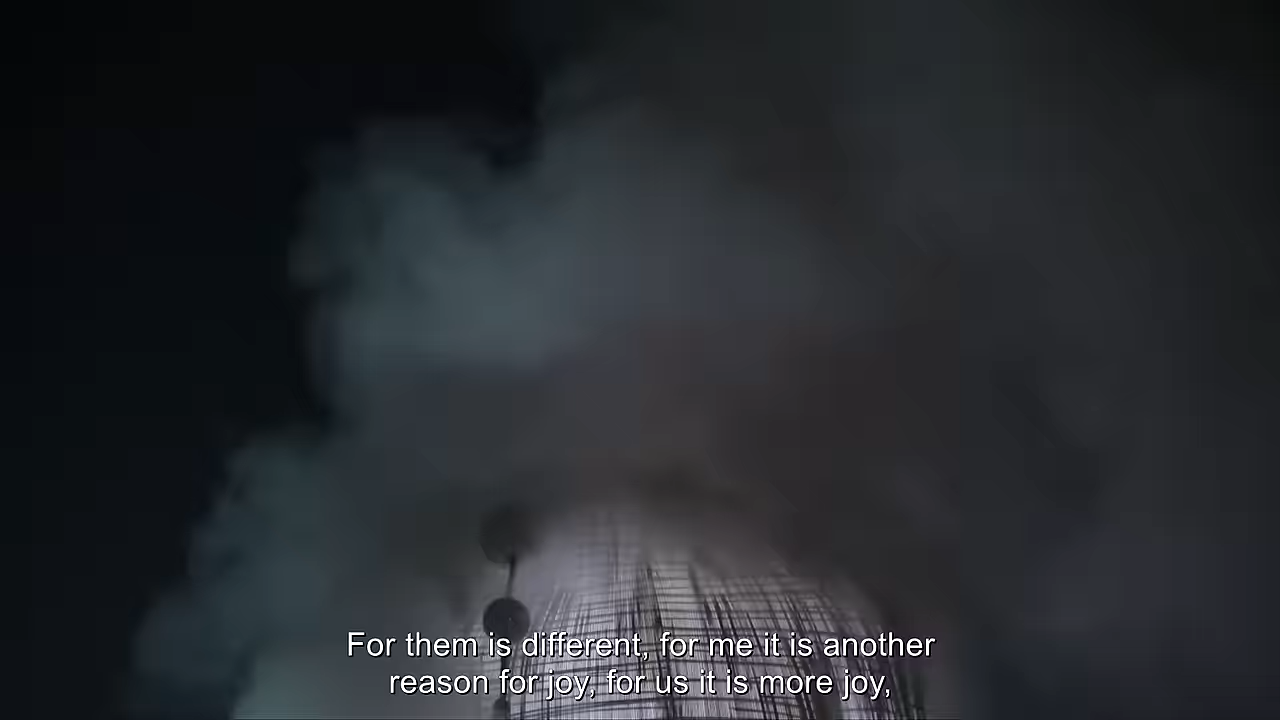 For them is different, for me it is another
reason for joy, for us it is more joy,